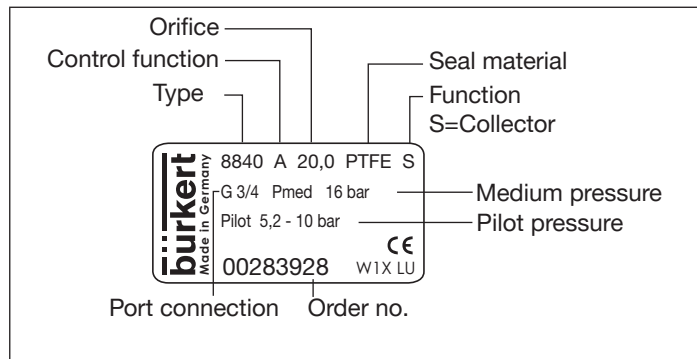 Orifice
Control function
Type
Seal material
Function
S=Collector
burkert
Made in Germany
8840 A 20,0 PTFE S
G 3/4 Pmed 16 bar
Pilot 5,2 - 10 bar
CE
00283928 W1X LU
Medium pressure
Pilot pressure
Port connection
Order no.